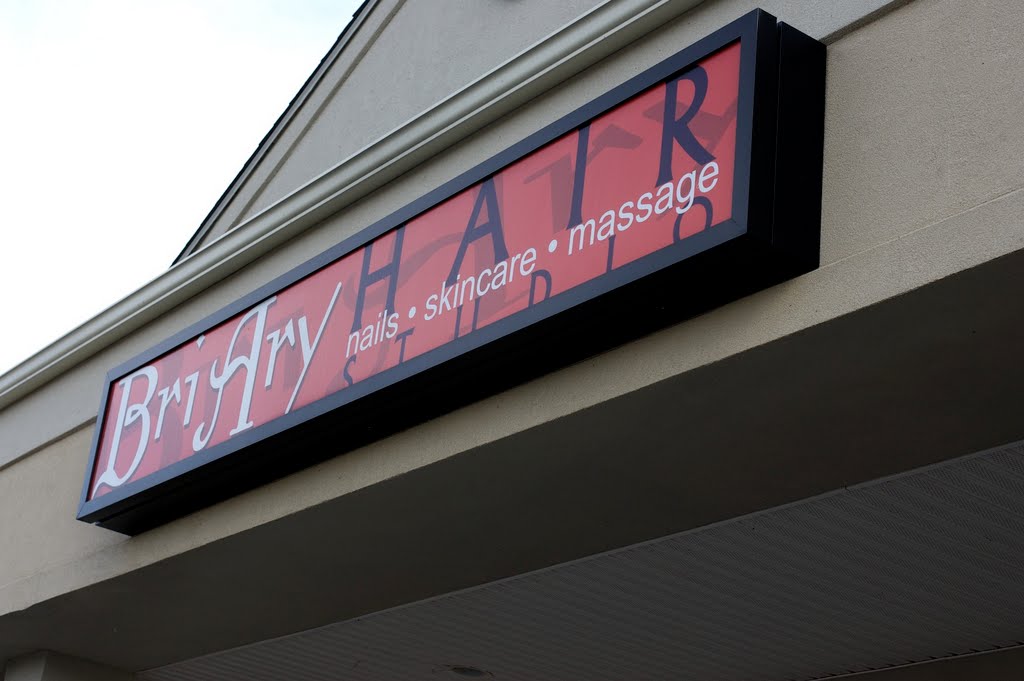 BriAry
HAIR
nails • skincare • massage
STUDIO